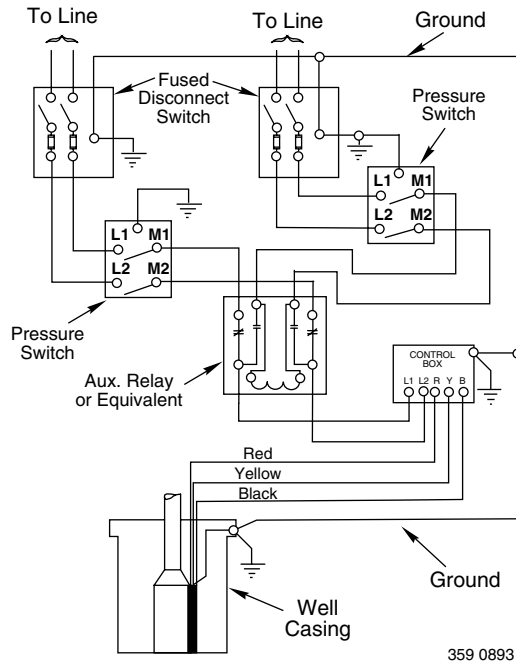 To Line
To Line
Ground
Fused
Disconnect
Switch
Pressure
Switch
L1 M1
L2 M2
L1 M1
L2 M2
Pressure
Switch
Aux. Relay
or Equivalent
CONTROL
BOX
L1 L2 R Y B
Red
Yellow
Black
Ground
Well
Casing
359 0893